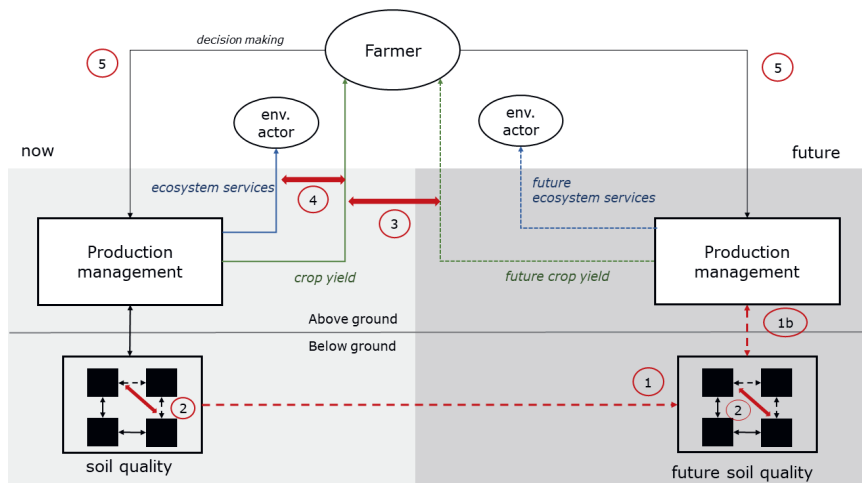 decision making
Farmer
5
5
env.
actor
env.
actor
now
future
ecosystem services
4
future
ecosystem services
3
Production
management
Production
management
crop yield
future crop yield
Above ground
1b
Below ground
1
2
2
soil quality
future soil quality